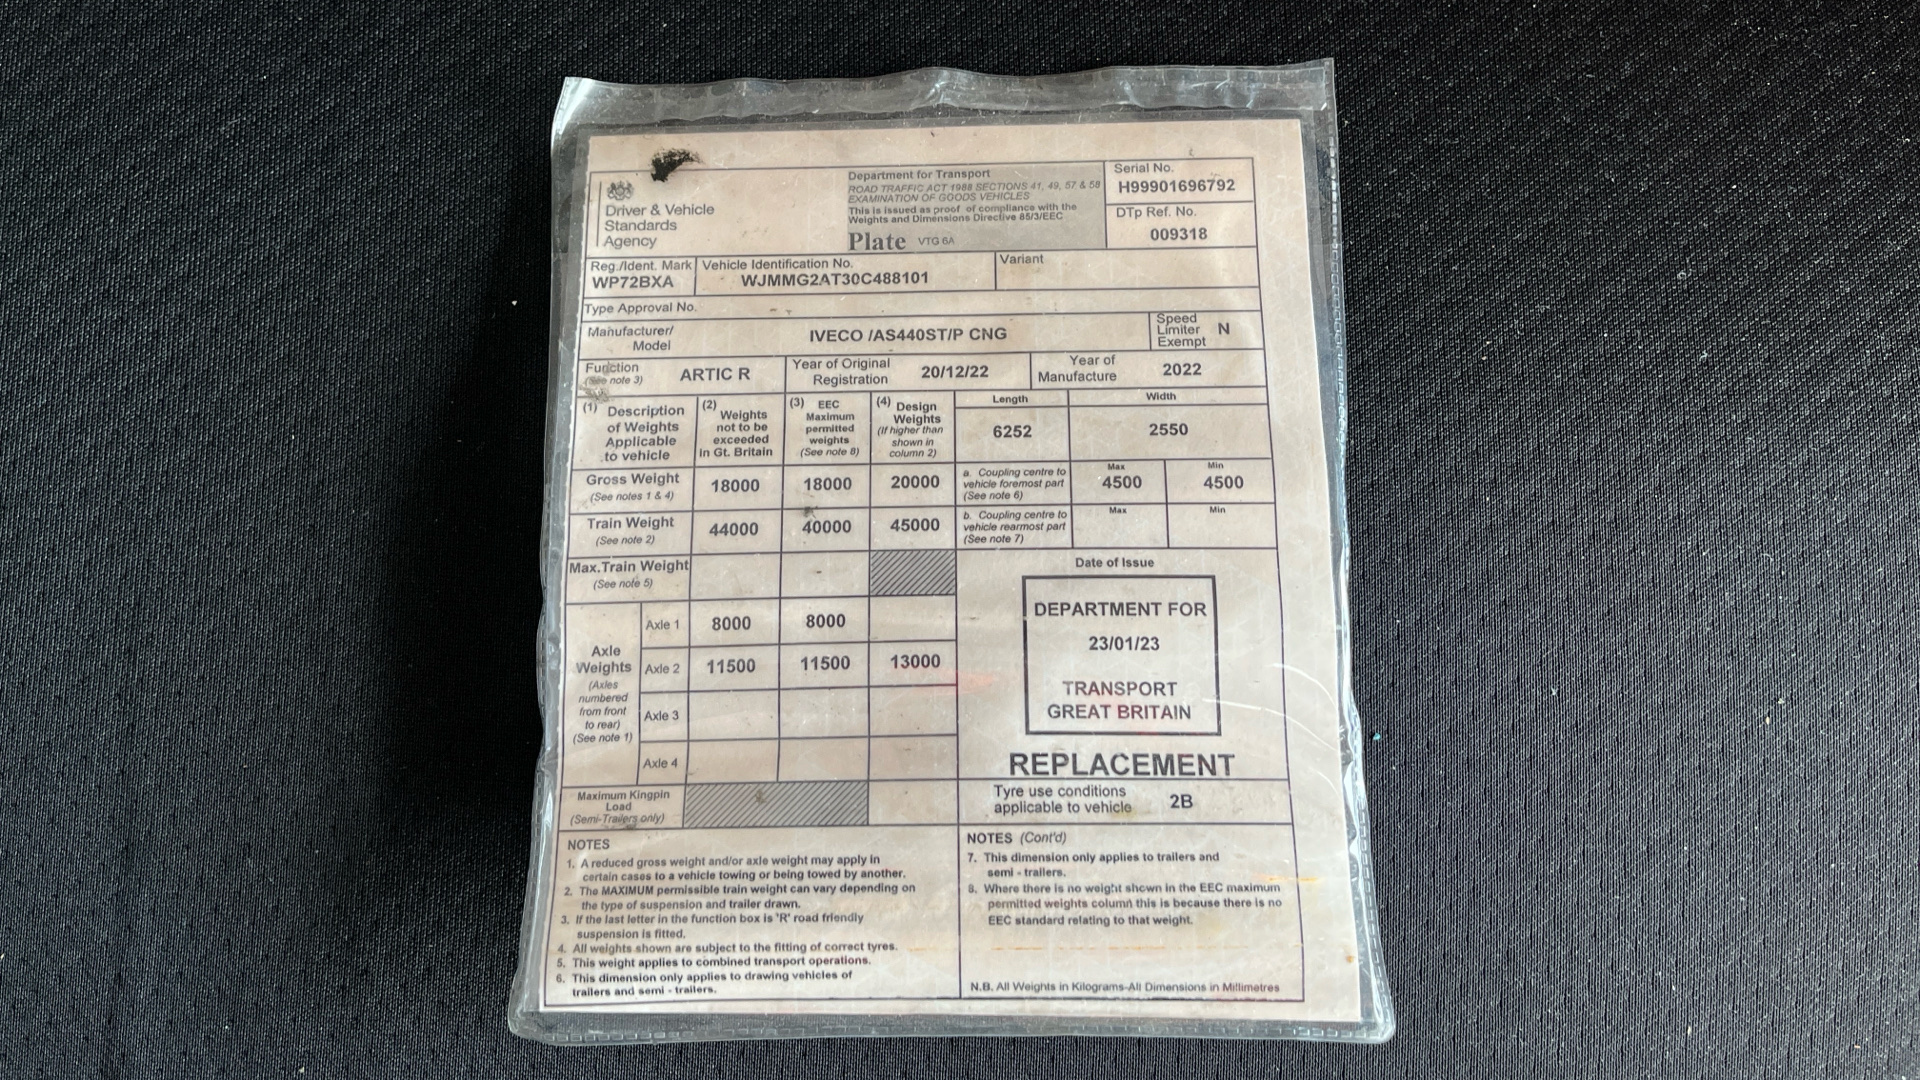 Driver & Vehicle
Standards
Agency
Department for Transport
ROAD TRAFFIC ACT 1988 SECTIONS 41, 49, 57 & 58
EXAMINATION OF GOODS VEHICLES
This is issued as proof of compliance with the
Weights and Dimensions Directive 85/3/EEC
Plate VTG 6A
Serial No.
H99901696792
DTp Ref. No.
009318
Reg./Ident. Mark
WP72BXA
Vehicle Identification No.
WJMMG2AT30C488101
Variant
Type Approval No.
Manufacturer/
Model
IVECO /AS440ST/P CNG
Speed
Limiter
Exempt
N
Function
(See note 3)
ARTIC R
Year of Original
Registration
20/12/22
Year of
Manufacture
2022
(1) Description
of Weights
Applicable
to vehicle
(2) Weights
not to be
exceeded
in Gt. Britain
(3) EEC
Maximum
permitted
weights
(See note 8)
(4) Design
Weights
(If higher than
shown in
column 2)
Length
6252
Width
2550
Gross Weight
(See notes 1 & 4)
18000
18000
20000
a. Coupling centre to
vehicle foremost part
(See note 6)
Max
4500
Min
4500
Train Weight
(See note 2)
44000
40000
45000
b. Coupling centre to
vehicle rearmost part
(See note 7)
Max
Min
Max.Train Weight
(See note 5)
Date of Issue
DEPARTMENT FOR
23/01/23
TRANSPORT
GREAT BRITAIN
Axle
Weights
(Axles
numbered
from front
to rear)
(See note 1)
Axle 1
8000
8000
Axle 2
11500
11500
13000
Axle 3
Axle 4
REPLACEMENT
Maximum Kingpin
Load
(Semi-Trailers only)
Tyre use conditions
applicable to vehicle
2B
NOTES
1. A reduced gross weight and/or axle weight may apply in
certain cases to a vehicle towing or being towed by another.
2. The MAXIMUM permissible train weight can vary depending on
the type of suspension and trailer drawn.
3. If the last letter in the function box is 'R' road friendly
suspension is fitted.
4. All weights shown are subject to the fitting of correct tyres.
5. This weight applies to combined transport operations.
6. This dimension only applies to drawing vehicles of
trailers and semi - trailers.
NOTES (Cont'd)
7. This dimension only applies to trailers and
semi - trailers.
8. Where there is no weight shown in the EEC maximum
permitted weights column this is because there is no
EEC standard relating to that weight.
N.B. All Weights in Kilograms-All Dimensions in Millimetres